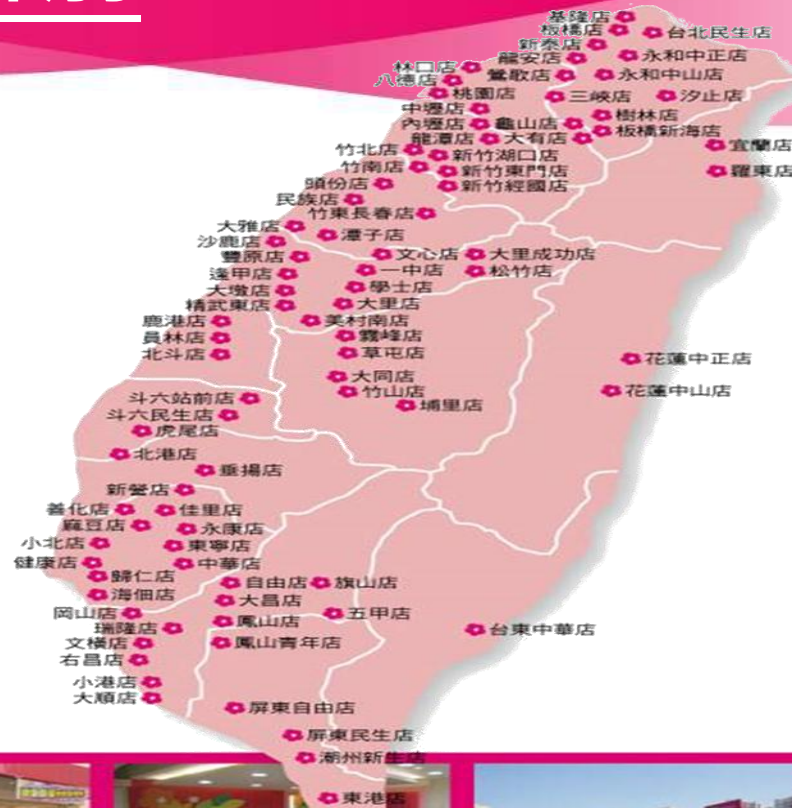 基隆店
板橋店
台北民生店
新泰店
龍安店
永和中正店
林口店
八德店
鶯歌店
永和中山店
桃園店
三峽店
汐止店
中壢店
樹林店
內壢店
龜山店
板橋新海店
龍潭店
大有店
宜蘭店
竹北店
新竹湖口店
竹南店
新竹東門店
羅東店
頭份店
新竹經國店
民族店
竹東長春店
大雅店
潭子店
沙鹿店
豐原店
文心店
大里成功店
逢甲店
一中店
松竹店
大墩店
學士店
精武東店
大里店
鹿港店
美村南店
員林店
霧峰店
北斗店
草屯店
花蓮中正店
大同店
竹山店
花蓮中山店
斗六站前店
埔里店
斗六民生店
虎尾店
北港店
垂揚店
新營店
善化店
佳里店
麻豆店
永康店
小北店
東寧店
健康店
中華店
歸仁店
自由店
旗山店
海佃店
大昌店
岡山店
五甲店
瑞隆店
鳳山店
台東中華店
文橫店
鳳山青年店
右昌店
小港店
大順店
屏東自由店
屏東民生店
潮州新生店
東港店